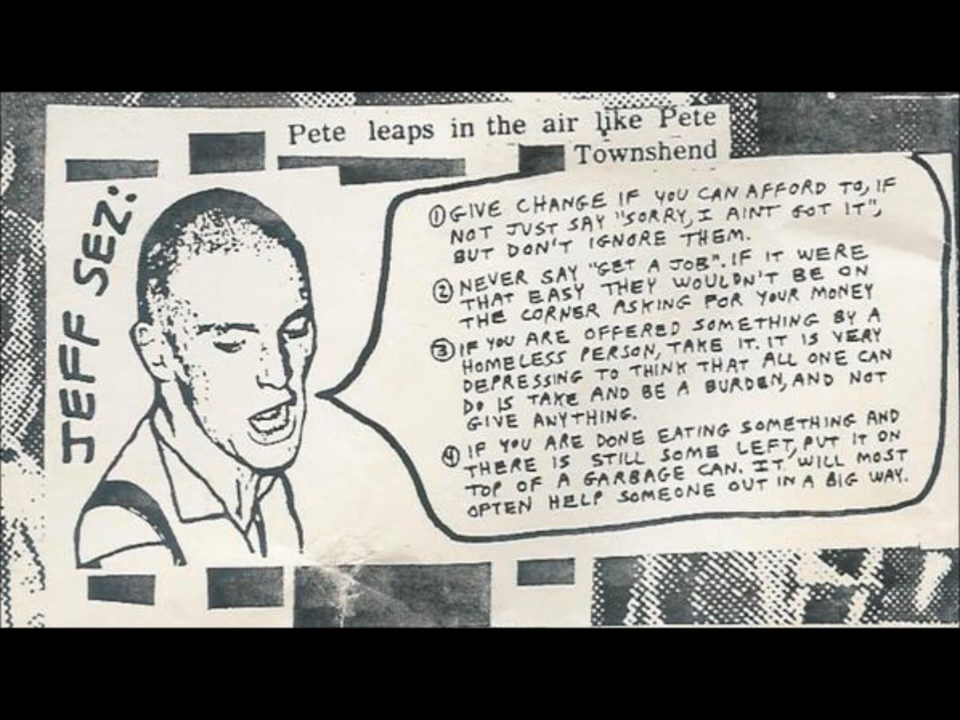 Pete leaps in the air like Pete
Townshend
JEFF SEZ:
① GIVE CHANGE IF YOU CAN AFFORD TO, IF
NOT JUST SAY "SORRY, I AINT GOT IT",
BUT DON'T IGNORE THEM.
② NEVER SAY "GET A JOB". IF IT WERE
THAT EASY THEY WOULDN'T BE ON
THE CORNER ASKING FOR YOUR MONEY
③ IF YOU ARE OFFERED SOMETHING BY A
HOMELESS PERSON, TAKE IT. IT IS VERY
DEPRESSING TO THINK THAT ALL ONE CAN
DO IS TAKE AND BE A BURDEN, AND NOT
GIVE ANYTHING.
④ IF YOU ARE DONE EATING SOMETHING AND
THERE IS STILL SOME LEFT, PUT IT ON
TOP OF A GARBAGE CAN. IT WILL MOST
OFTEN HELP SOMEONE OUT IN A BIG WAY.